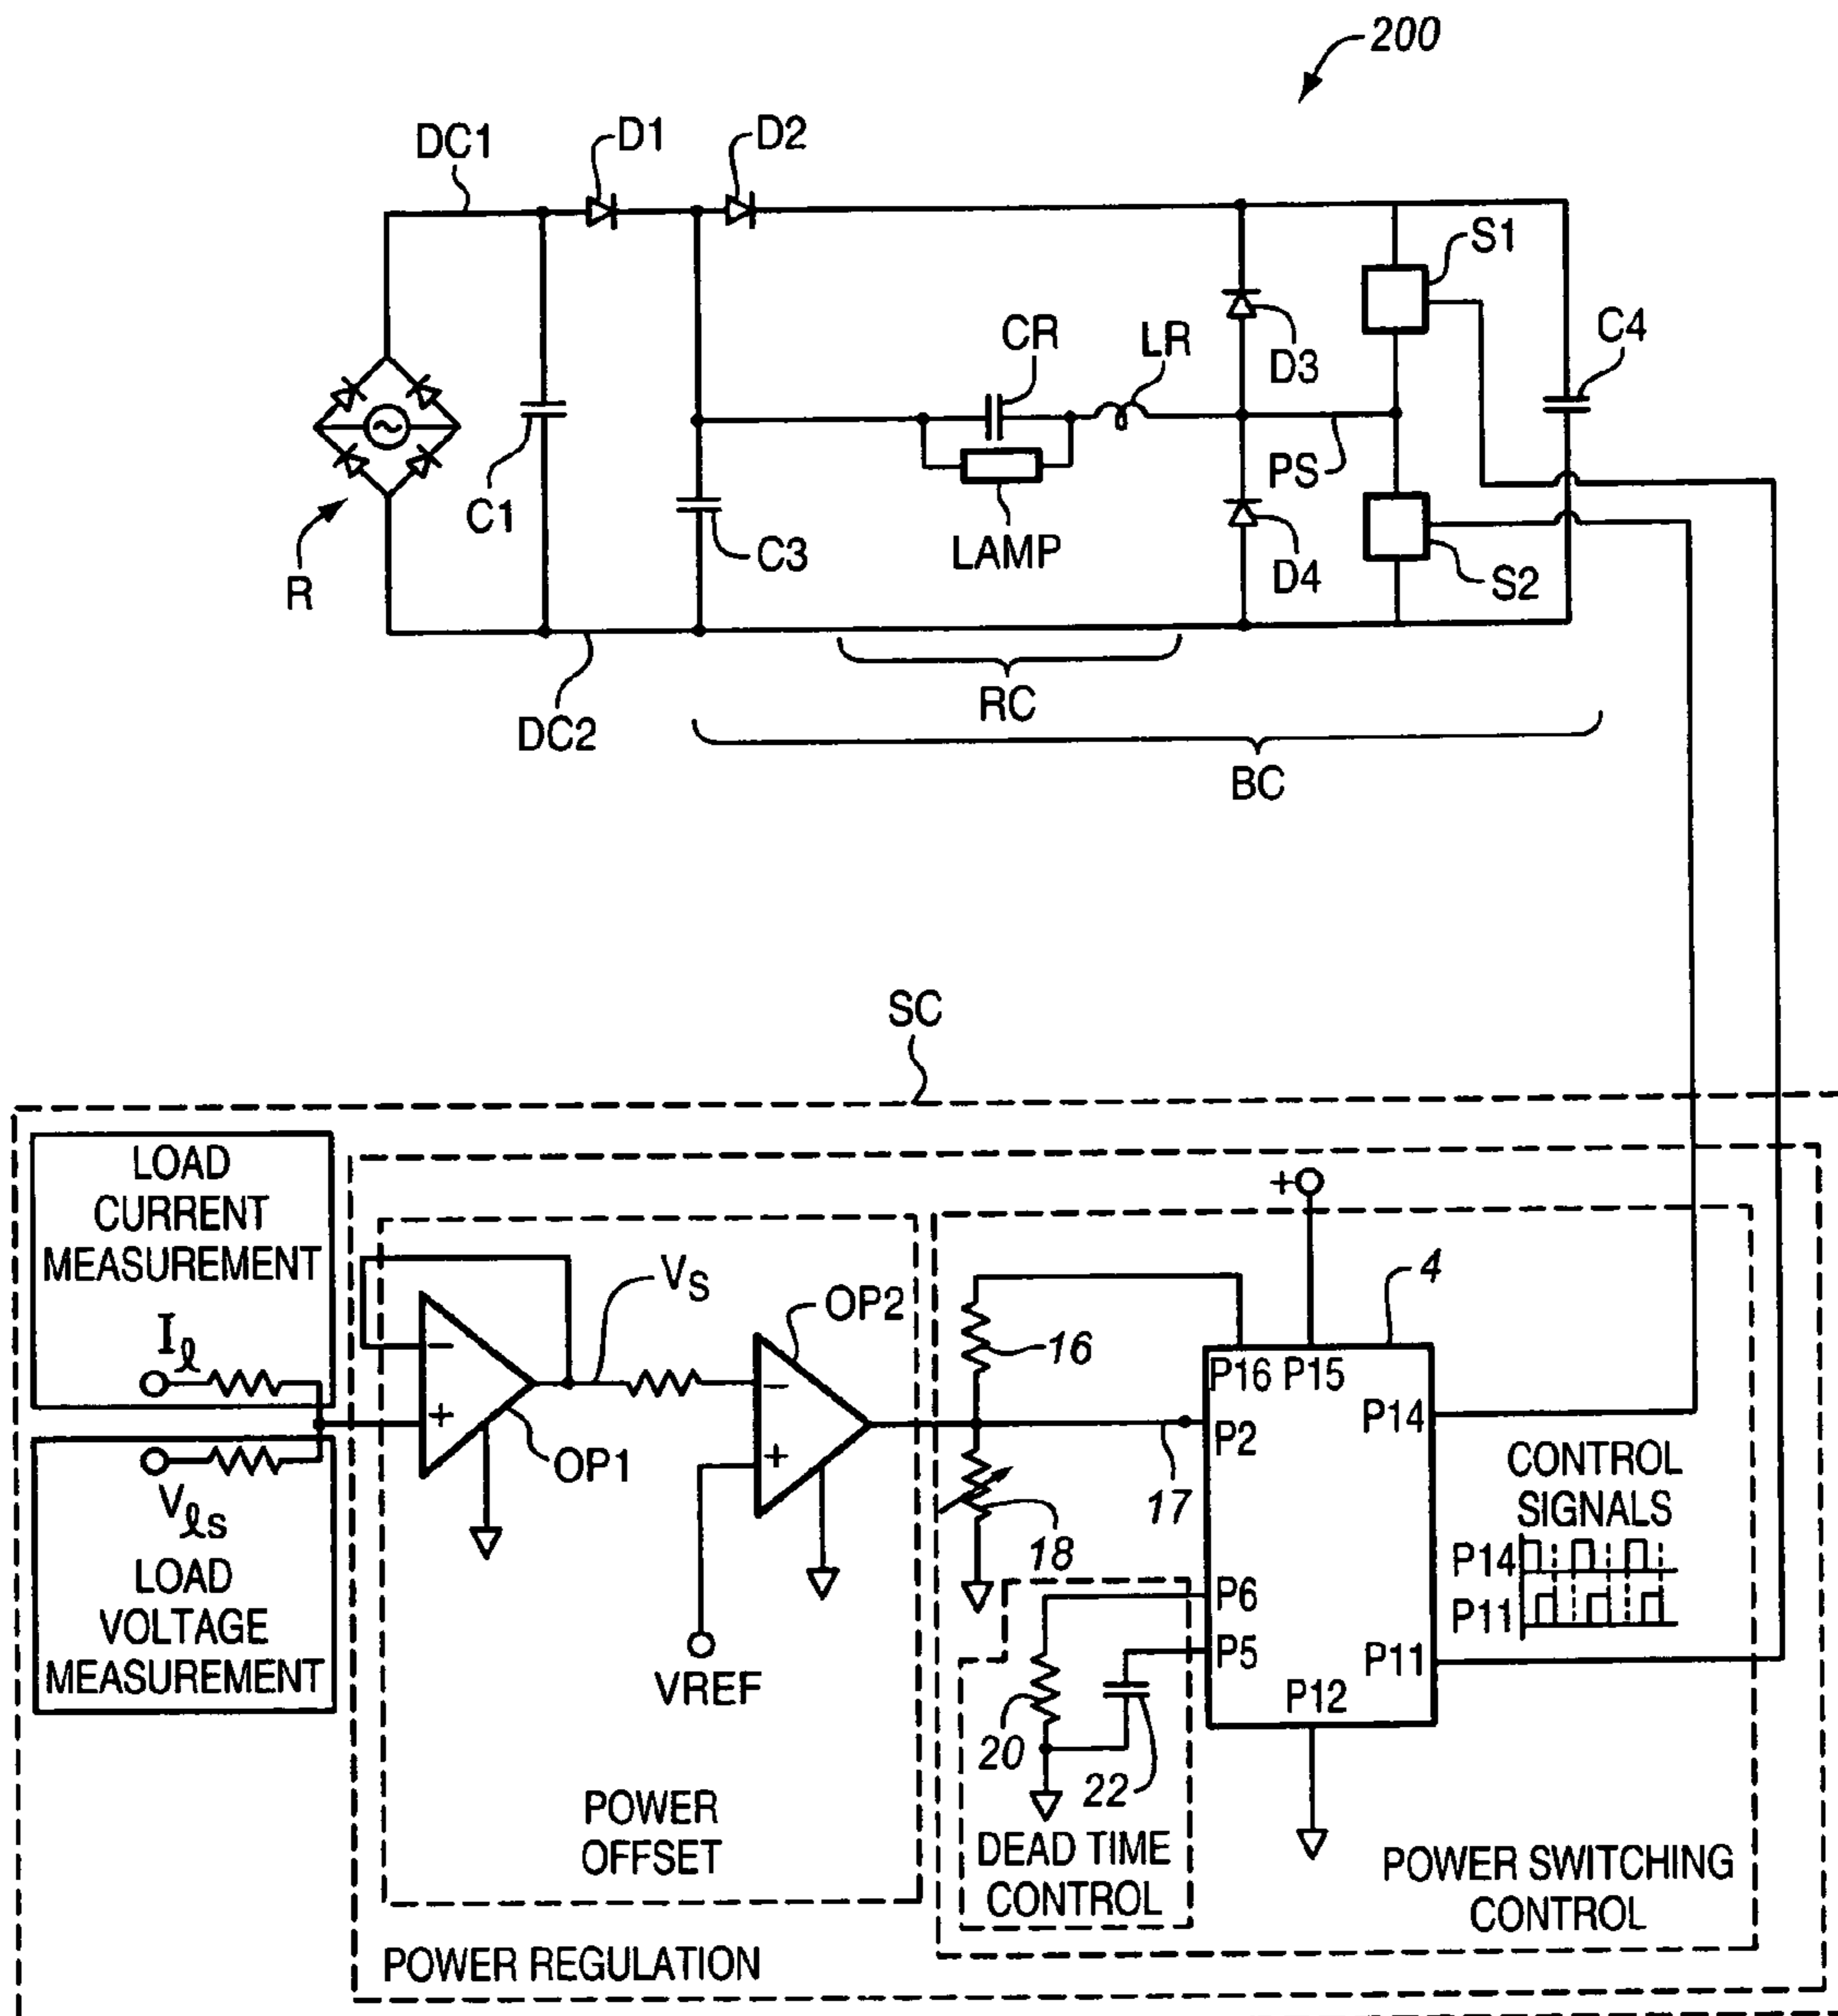 200
DC1
D1
D2
S1
CR
LR
C4
D3
C1
PS
R
C3
LAMP
D4
S2
DC2
RC
BC
SC
LOAD
CURRENT
MEASUREMENT
Iℓ
Vℓs
LOAD
VOLTAGE
MEASUREMENT
VS
OP2
OP1
VREF
POWER
OFFSET
POWER REGULATION
+
4
16
P16 P15
P14
P2
17
18
CONTROL
SIGNALS
P14
P11
P6
P5
P11
P12
20
22
DEAD TIME
CONTROL
POWER SWITCHING
CONTROL
−
+
−
+